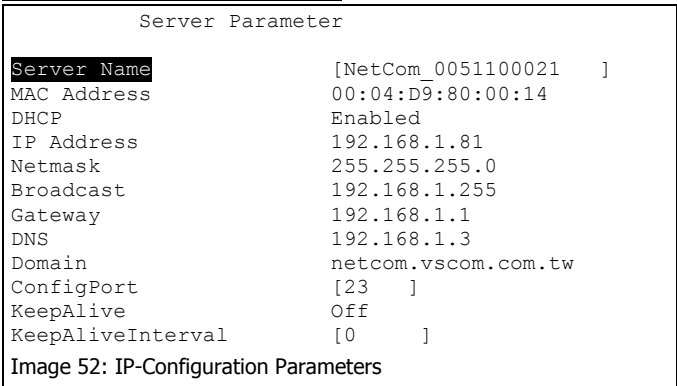 Server Parameter
Server Name [NetCom_0051100021 ]
MAC Address 00:04:D9:80:00:14
DHCP Enabled
IP Address 192.168.1.81
Netmask 255.255.255.0
Broadcast 192.168.1.255
Gateway 192.168.1.1
DNS 192.168.1.3
Domain netcom.vscom.com.tw
ConfigPort [23 ]
KeepAlive Off
KeepAliveInterval [0 ]
Image 52: IP-Configuration Parameters